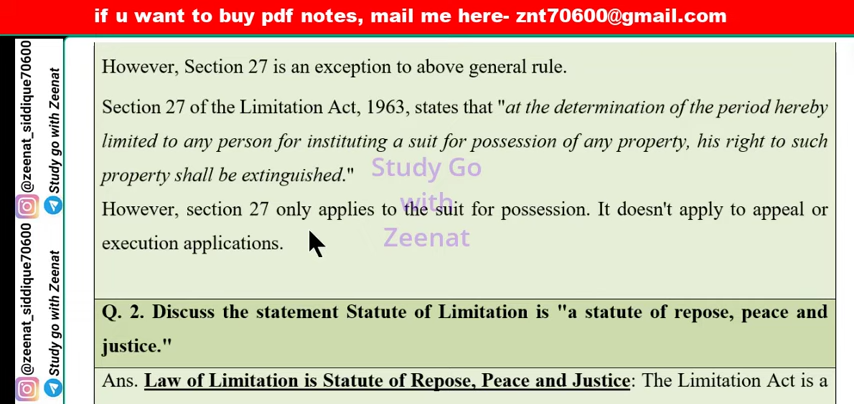 if u want to buy pdf notes, mail me here- znt70600@gmail.com
However, Section 27 is an exception to above general rule.
Section 27 of the Limitation Act, 1963, states that "at the determination of the period hereby
limited to any person for instituting a suit for possession of any property, his right to such
property shall be extinguished."
However, section 27 only applies to the suit for possession. It doesn't apply to appeal or
execution applications.
Q. 2. Discuss the statement Statute of Limitation is "a statute of repose, peace and
justice."
Ans. Law of Limitation is Statute of Repose, Peace and Justice: The Limitation Act is a
Study Go
with
Zeenat
@zeenat_siddique70600
Study go with Zeenat
@zeenat_siddique70600
Study go with Zeenat